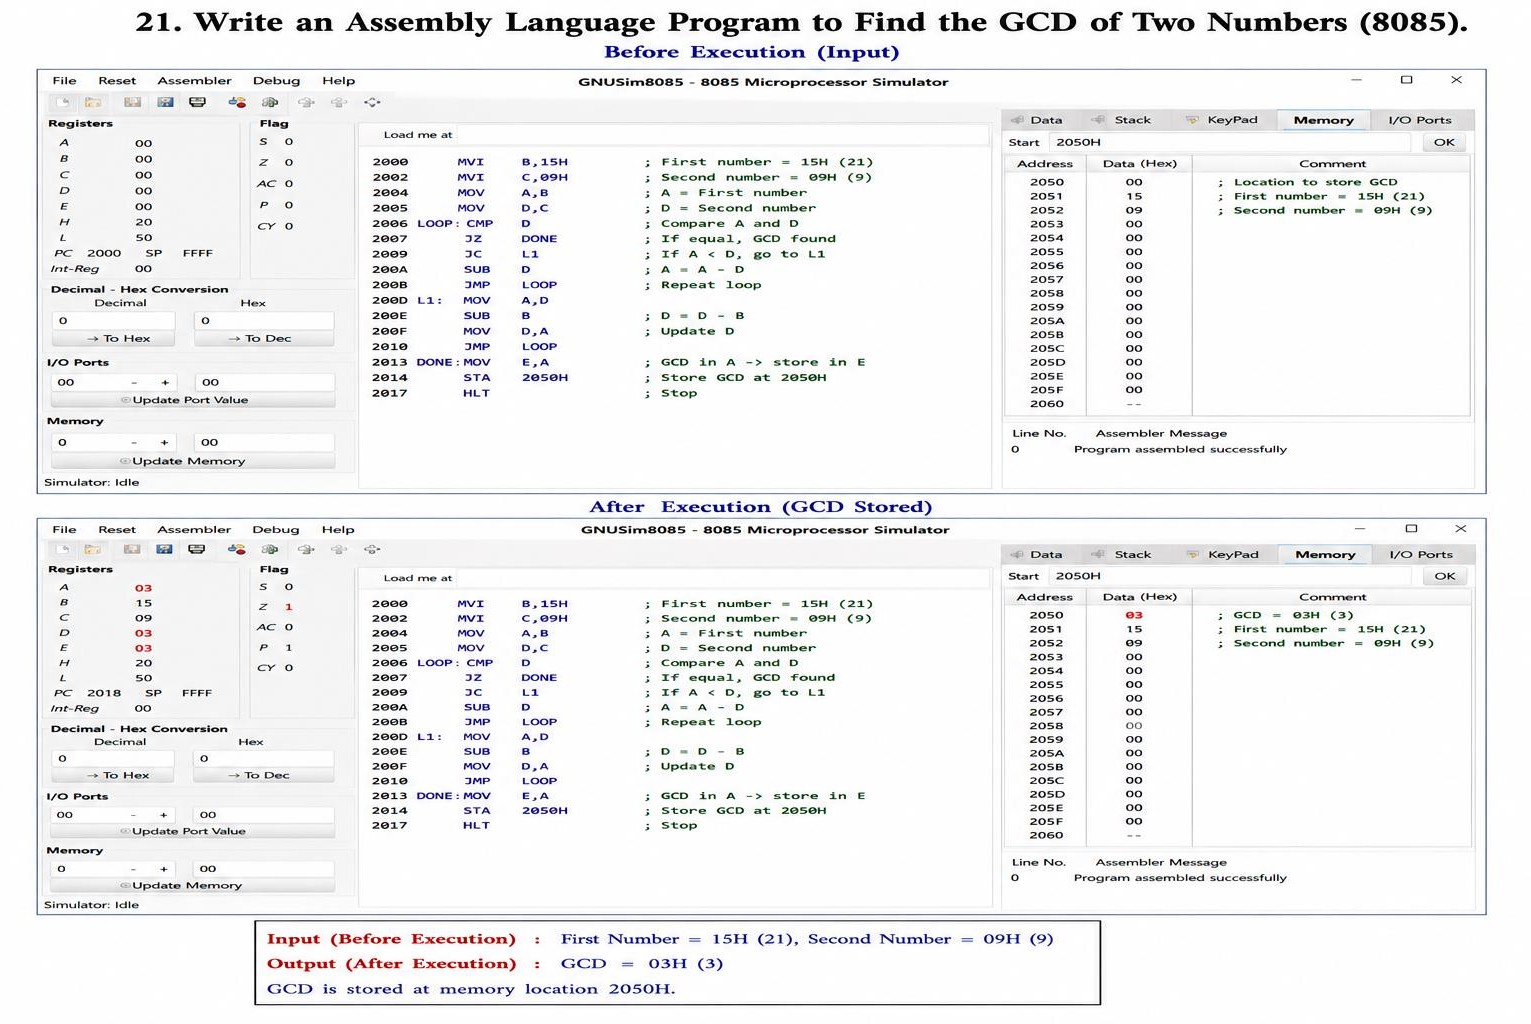 21. Write an Assembly Language Program to Find the GCD of Two Numbers (8085).
Before Execution (Input)
File Reset Assembler Debug Help
GNUSim8085 - 8085 Microprocessor Simulator
Registers
A 00
B 00
C 00
D 00
E 00
H 20
L 50
PC 2000 SP FFFF
Int-Reg 00
Flag
S 0
Z 0
AC 0
P 0
CY 0
Decimal - Hex Conversion
Decimal Hex
0 0
→ To Hex → To Dec
I/O Ports
00 - + 00
Update Port Value
Memory
0 - + 00
Update Memory
Simulator: Idle
Load me at
2000 MVI B,15H ; First number = 15H (21)
2002 MVI C,09H ; Second number = 09H (9)
2004 MOV A,B ; A = First number
2005 MOV D,C ; D = Second number
2006 LOOP: CMP D ; Compare A and D
2007 JZ DONE ; If equal, GCD found
2009 JC L1 ; If A < D, go to L1
200A SUB D ; A = A - D
200B JMP LOOP ; Repeat loop
200D L1: MOV A,D
200E SUB B ; D = D - B
200F MOV D,A ; Update D
2010 JMP LOOP
2013 DONE: MOV E,A ; GCD in A -> store in E
2014 STA 2050H ; Store GCD at 2050H
2017 HLT ; Stop
Data Stack KeyPad Memory I/O Ports
Start 2050H OK
Address Data (Hex) Comment
2050 00 ; Location to store GCD
2051 15 ; First number = 15H (21)
2052 09 ; Second number = 09H (9)
2053 00
2054 00
2055 00
2056 00
2057 00
2058 00
2059 00
205A 00
205B 00
205C 00
205D 00
205E 00
205F 00
2060 --
Line No. Assembler Message
0 Program assembled successfully
After Execution (GCD Stored)
File Reset Assembler Debug Help
GNUSim8085 - 8085 Microprocessor Simulator
Registers
A 03
B 15
C 09
D 03
E 03
H 20
L 50
PC 2018 SP FFFF
Int-Reg 00
Flag
S 0
Z 1
AC 0
P 1
CY 0
Decimal - Hex Conversion
Decimal Hex
0 0
→ To Hex → To Dec
I/O Ports
00 - + 00
Update Port Value
Memory
0 - + 00
Update Memory
Simulator: Idle
Load me at
2000 MVI B,15H ; First number = 15H (21)
2002 MVI C,09H ; Second number = 09H (9)
2004 MOV A,B ; A = First number
2005 MOV D,C ; D = Second number
2006 LOOP: CMP D ; Compare A and D
2007 JZ DONE ; If equal, GCD found
2009 JC L1 ; If A < D, go to L1
200A SUB D ; A = A - D
200B JMP LOOP ; Repeat loop
200D L1: MOV A,D
200E SUB B ; D = D - B
200F MOV D,A ; Update D
2010 JMP LOOP
2013 DONE: MOV E,A ; GCD in A -> store in E
2014 STA 2050H ; Store GCD at 2050H
2017 HLT ; Stop
Data Stack KeyPad Memory I/O Ports
Start 2050H OK
Address Data (Hex) Comment
2050 03 ; GCD = 03H (3)
2051 15 ; First number = 15H (21)
2052 09 ; Second number = 09H (9)
2053 00
2054 00
2055 00
2056 00
2057 00
2058 00
2059 00
205A 00
205B 00
205C 00
205D 00
205E 00
205F 00
2060 --
Line No. Assembler Message
0 Program assembled successfully
Input (Before Execution) : First Number = 15H (21), Second Number = 09H (9)
Output (After Execution) : GCD = 03H (3)
GCD is stored at memory location 2050H.